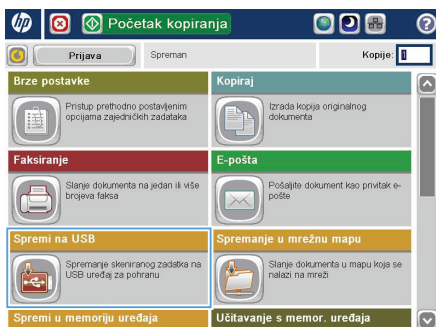 hp
Početak kopiranja
?
Prijava
Spreman
Kopije: 1
Brze postavke
Pristup prethodno postavljenim
opcijama zajedničkih zadataka
Kopiraj
Izrada kopija originalnog
dokumenta
Faksiranje
Slanje dokumenta na jedan ili više
brojeva faksa
E-pošta
Pošaljite dokument kao privitak e-
pošte
Spremi na USB
Spremanje skeniranog zadatka na
USB uređaj za pohranu
Spremanje u mrežnu mapu
Slanje dokumenta u mapu koja se
nalazi na mreži
Spremi u memoriju uređaja
Učitavanje s memor. uređaja